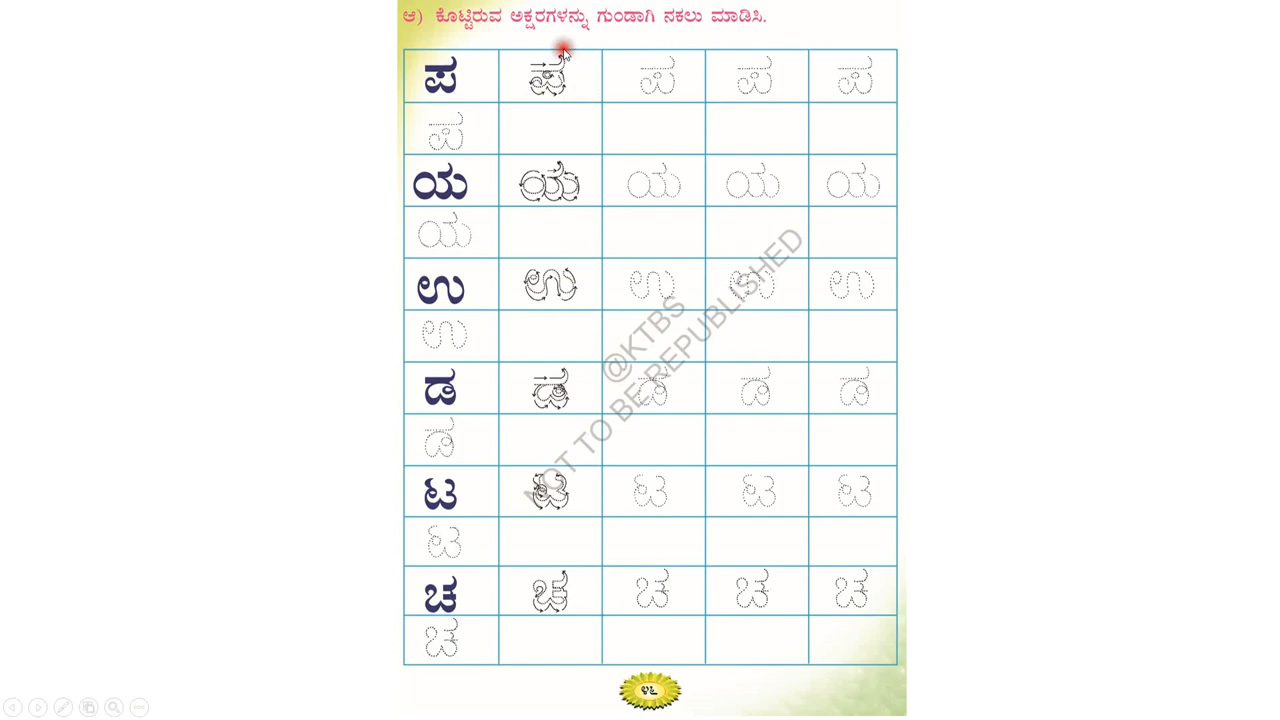 ಆ) ಕೊಟ್ಟಿರುವ ಅಕ್ಷರಗಳನ್ನು ಗುಂಡಾಗಿ ನಕಲು ಮಾಡಿಸಿ.
ಪ ಪ ಪ ಪ ಪ
ಪ
ಯ ಯ ಯ ಯ ಯ
ಯ
ಉ ಉ ಉ ಉ ಉ
ಉ
ಡ ಡ ಡ ಡ ಡ
ಡ
ಟ ಟ ಟ ಟ ಟ
ಟ
ಚ ಚ ಚ ಚ ಚ
ಚ
@KTBS
NOT TO BE REPUBLISHED